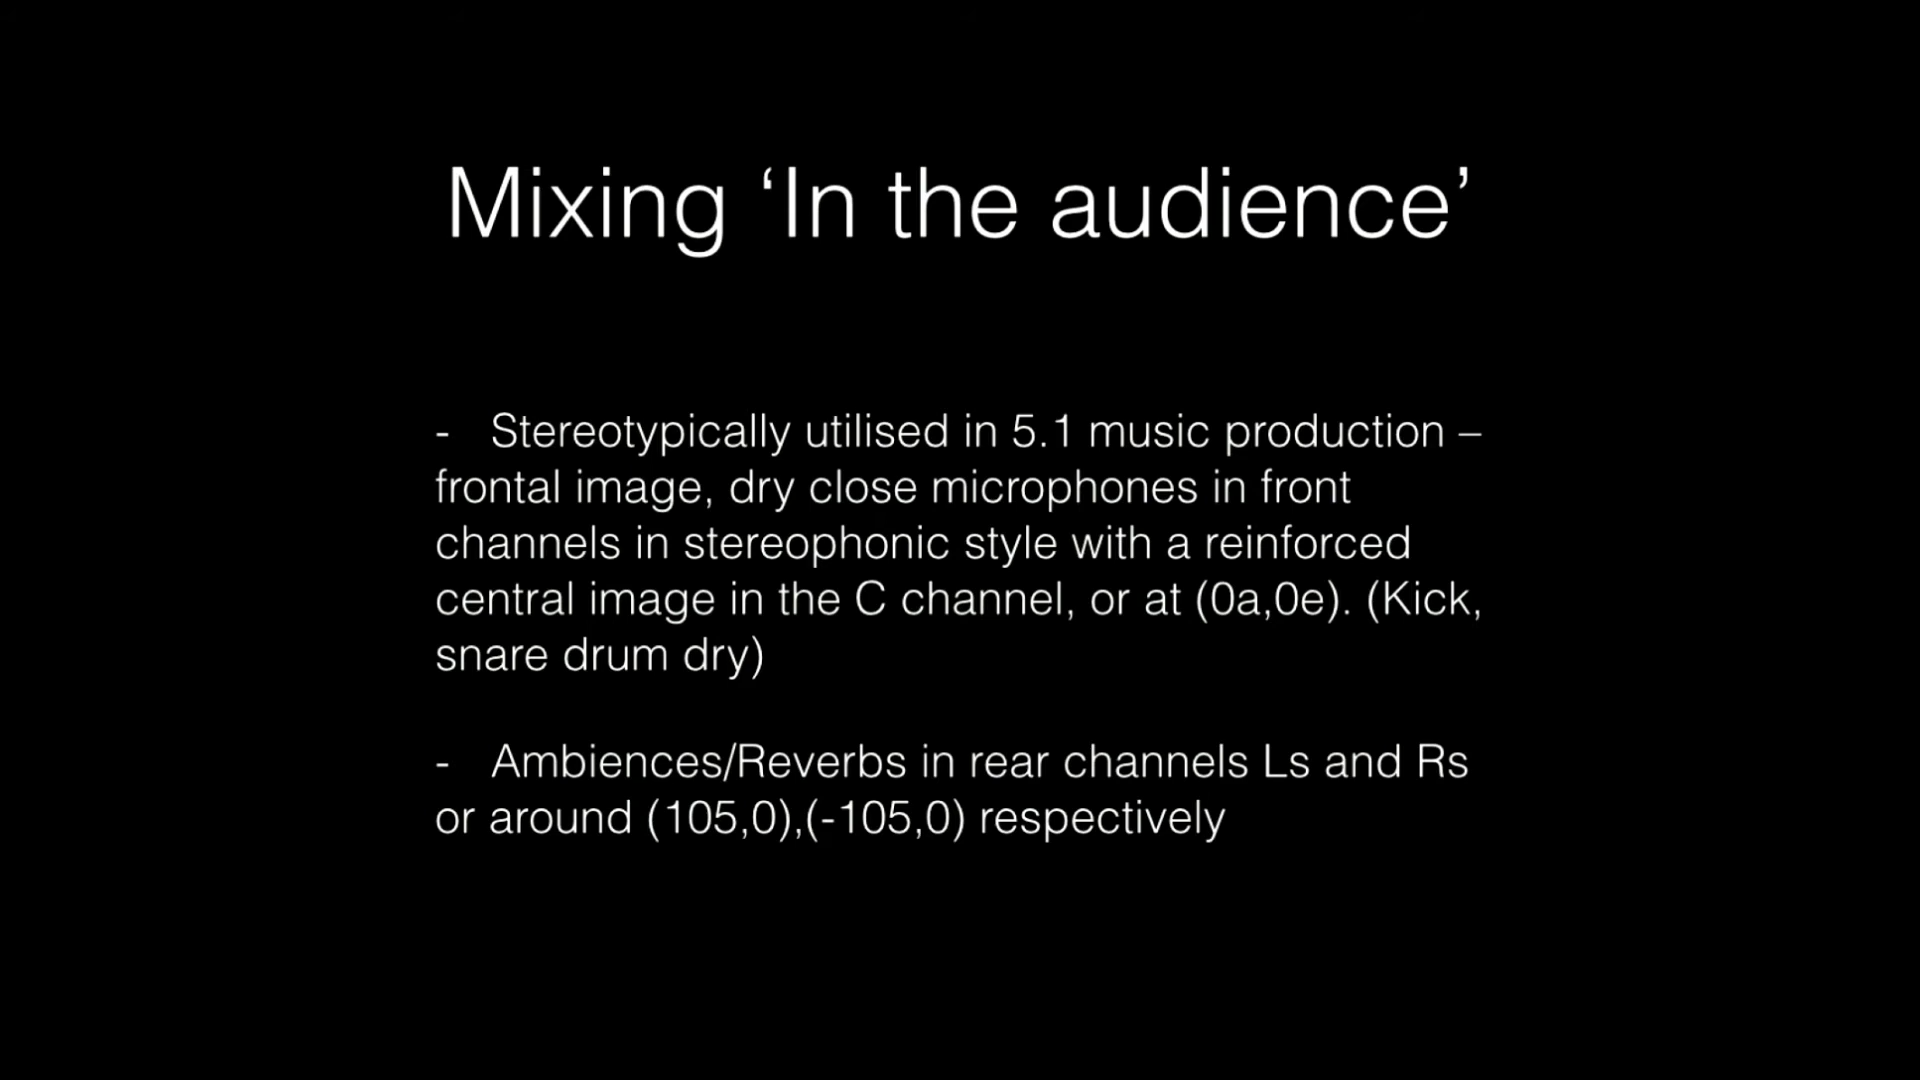 Mixing ‘In the audience’
- Stereotypically utilised in 5.1 music production –
frontal image, dry close microphones in front
channels in stereophonic style with a reinforced
central image in the C channel, or at (0a,0e). (Kick,
snare drum dry)
- Ambiences/Reverbs in rear channels Ls and Rs
or around (105,0),(-105,0) respectively